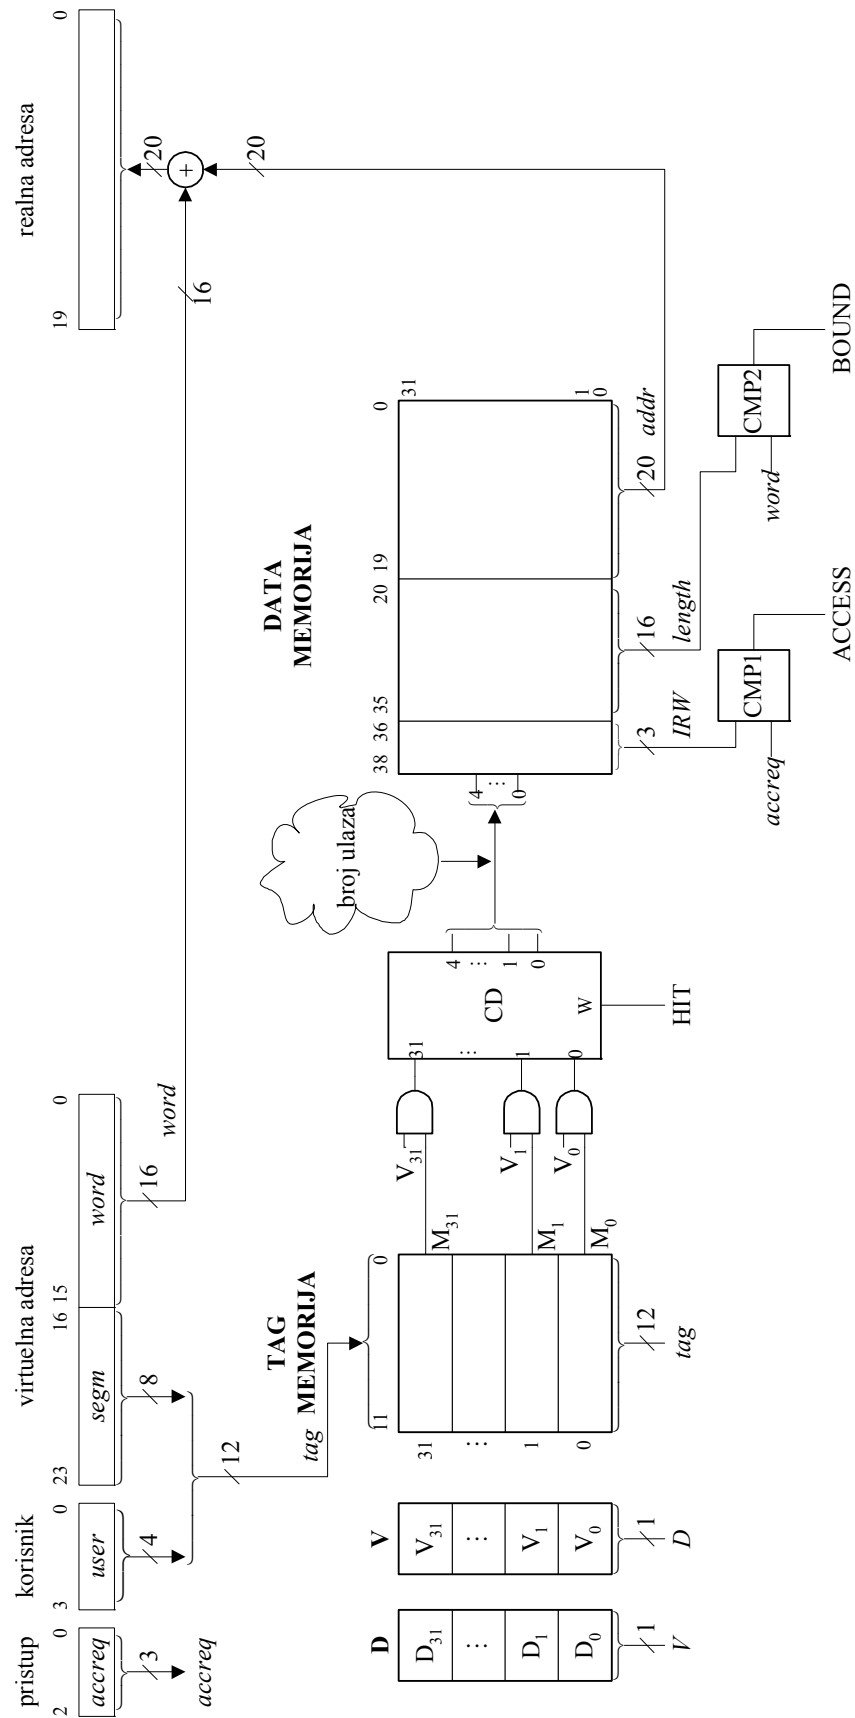 pristup korisnik virtuelna adresa realna adresa
2 0 3 0 23 16 15 0 19 0
accreq user segm word
3 4 8 16 20
word
+
16
accreq
12
20
tag
TAG
MEMORIJA
DATA
MEMORIJA
broj ulaza
D V 11 0 38 36 35 20 19 0
D31 V31 31 M31 V31 31 31
⋮ ⋮ ⋮ ⋮ 4 4
CD ⋮ ⋮
D1 V1 1 M1 V1 1 1 0
D0 V0 0 M0 V0 0 W 0 1
0
1 1 12 3 16 20 addr
V D tag HIT IRW length
CMP1 CMP2
accreq word
ACCESS BOUND